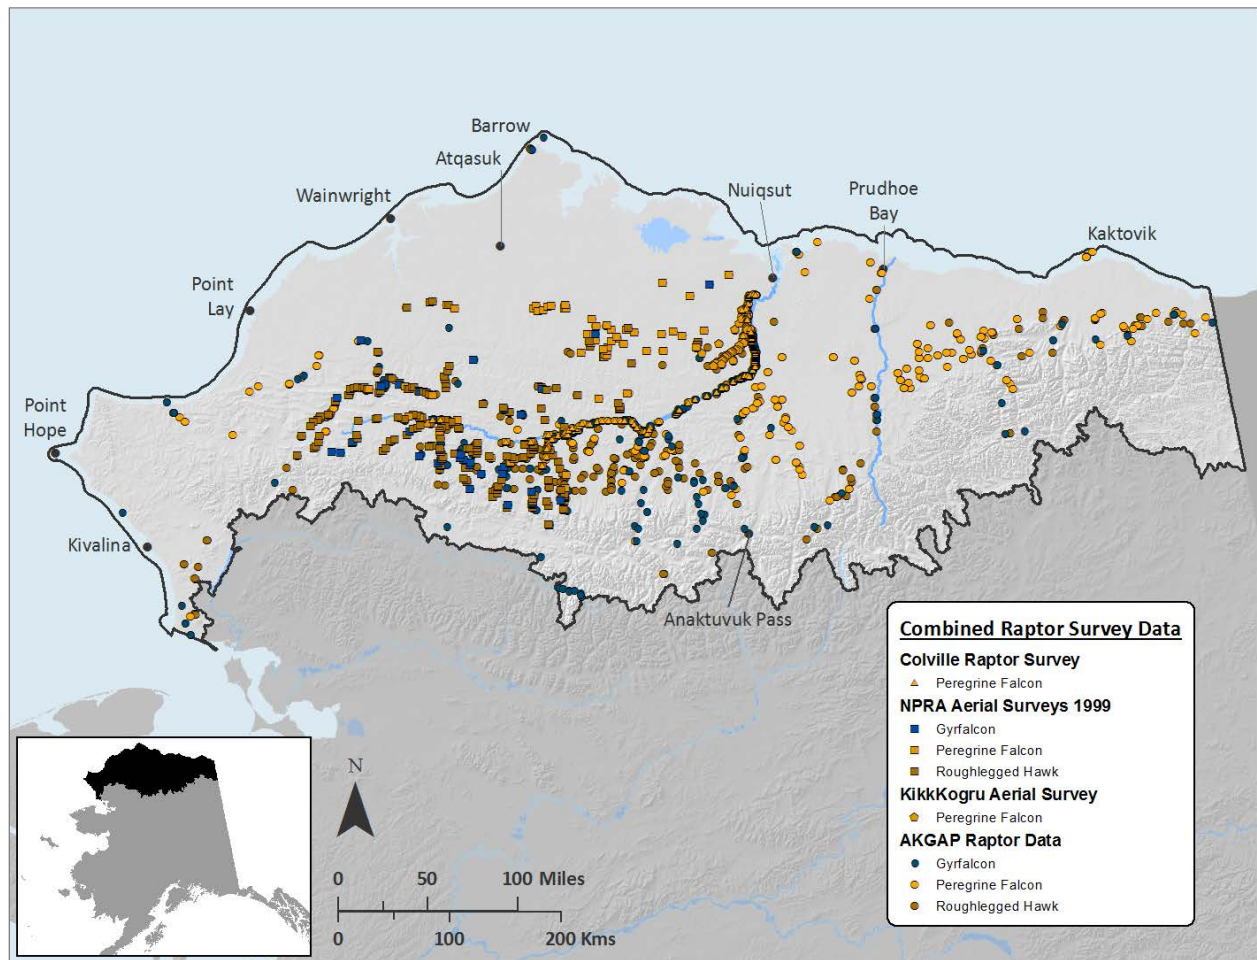 Barrow
Atqasuk
Wainwright
Nuiqsut
Prudhoe
Bay
Kaktovik
Point
Lay
Point
Hope
Kivalina
Anaktuvuk Pass
Combined Raptor Survey Data
Colville Raptor Survey
Peregrine Falcon
NPRA Aerial Surveys 1999
Gyrfalcon
Peregrine Falcon
Roughlegged Hawk
KikkKogru Aerial Survey
Peregrine Falcon
AKGAP Raptor Data
Gyrfalcon
Peregrine Falcon
Roughlegged Hawk
N
0 50 100 Miles
0 100 200 Kms